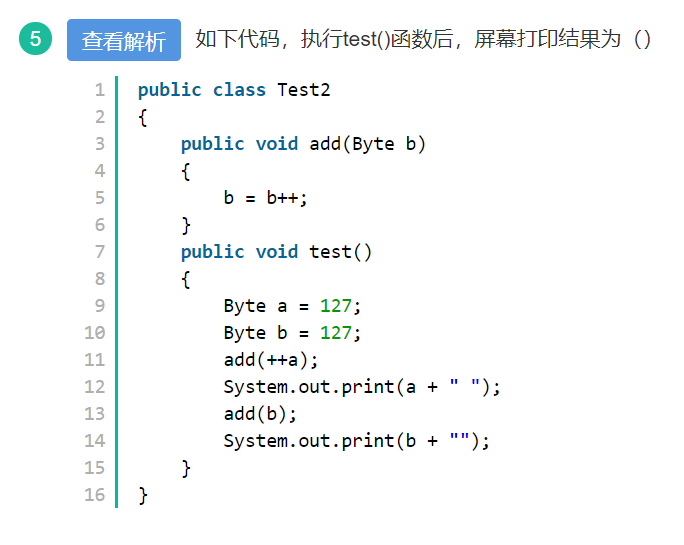 5 查看解析 如下代码，执行test()函数后，屏幕打印结果为（）
1 public class Test2
2 {
3     public void add(Byte b)
4     {
5         b = b++;
6     }
7     public void test()
8     {
9         Byte a = 127;
10         Byte b = 127;
11         add(++a);
12         System.out.print(a + " ");
13         add(b);
14         System.out.print(b + "");
15     }
16 }